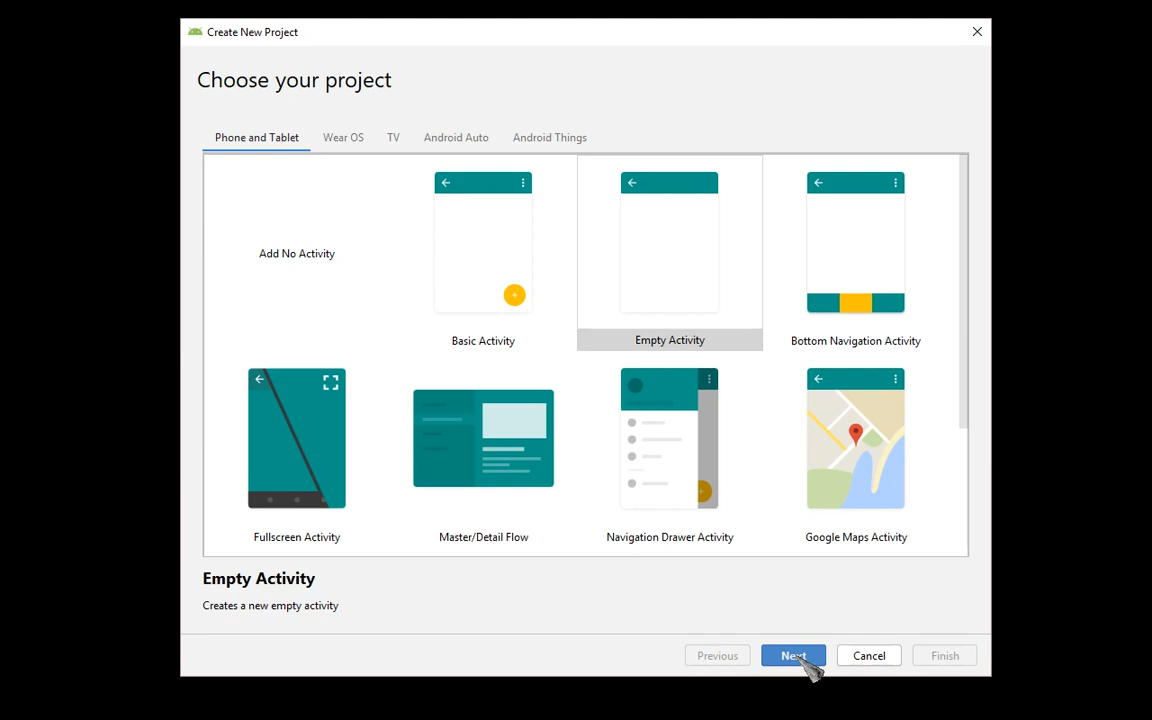 Create New Project
Choose your project
Phone and Tablet
Wear OS
TV
Android Auto
Android Things
Add No Activity
Basic Activity
Empty Activity
Bottom Navigation Activity
Fullscreen Activity
Master/Detail Flow
Navigation Drawer Activity
Google Maps Activity
Empty Activity
Creates a new empty activity
Previous
Next
Cancel
Finish